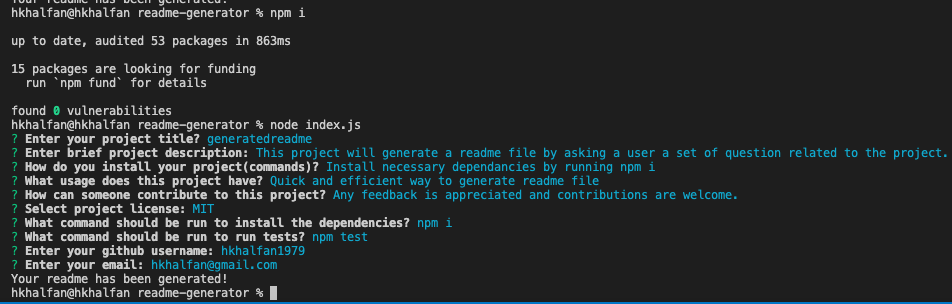 Your readme has been generated!
hkhalfan@hkhalfan readme-generator % npm i
up to date, audited 53 packages in 863ms
15 packages are looking for funding
run `npm fund` for details
found 0 vulnerabilities
hkhalfan@hkhalfan readme-generator % node index.js
? Enter your project title? generatedreadme
? Enter brief project description: This project will generate a readme file by asking a user a set of question related to the project.
? How do you install your project(commands)? Install necessary dependancies by running npm i
? What usage does this project have? Quick and efficient way to generate readme file
? How can someone contribute to this project? Any feedback is appreciated and contributions are welcome.
? Select project license: MIT
? What command should be run to install the dependencies? npm i
? What command should be run to run tests? npm test
? Enter your github username: hkhalfan1979
? Enter your email: hkhalfan@gmail.com
Your readme has been generated!
hkhalfan@hkhalfan readme-generator %